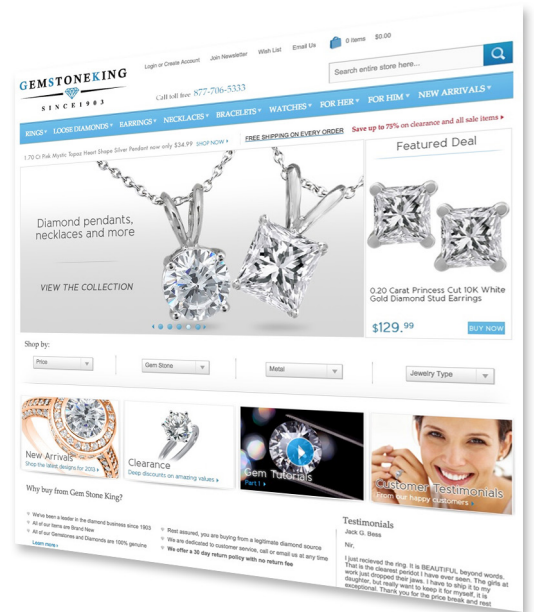 Login or Create Account Join Newsletter Wish List Email Us 0 items $0.00
GEMSTONEKING
SINCE 1903
Call toll free 877-706-5333
Search entire store here...
RINGS LOOSE DIAMONDS EARRINGS NECKLACES BRACELETS WATCHES FOR HER FOR HIM NEW ARRIVALS
1.70 Ct Pink Mystic Topaz Heart Shape Silver Pendant now only $34.99 SHOP NOW
FREE SHIPPING ON EVERY ORDER
Save up to 75% on clearance and all sale items
Diamond pendants,
necklaces and more
VIEW THE COLLECTION
Featured Deal
0.20 Carat Princess Cut 10K White
Gold Diamond Stud Earrings
$129.99
BUY NOW
Shop by:
Price
Gem Stone
Metal
Jewelry Type
New Arrivals
Shop the latest designs for 2013
Clearance
Deep discounts on amazing values
Gem Tutorials
Part 1
Customer Testimonials
From our happy customers
Why buy from Gem Stone King?
We've been a leader in the diamond business since 1903
All of our items are Brand New
All of our Gemstones and Diamonds are 100% genuine
Learn more
Rest assured, you are buying from a legitimate diamond source
We are dedicated to customer service, call or email us at any time
We offer a 30 day return policy with no return fee
Testimonials
Jack G. Bess
Nir,
I just recieved the ring. It is BEAUTIFUL beyond words.
That is the clearest peridot I have ever seen. The girls at
work just dropped their jaws. I have to ship it to my
daughter, but really want to keep it for myself, it is
exceptional. Thank you for the price break and rest